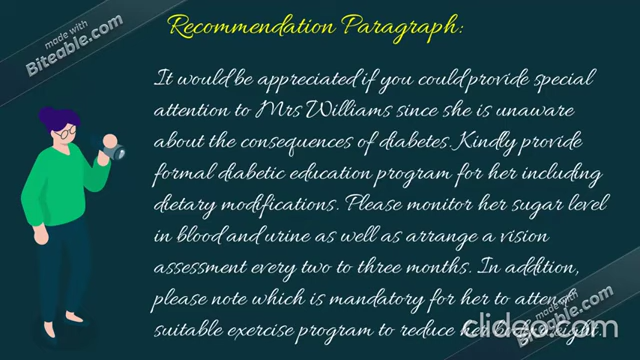 made with
Biteable.com
Recommendation Paragraph:
It would be appreciated if you could provide special
attention to Mrs Williams since she is unaware
about the consequences of diabetes. Kindly provide
formal diabetic education program for her including
dietary modifications. Please monitor her sugar level
in blood and urine as well as arrange a vision
assessment every two to three months. In addition,
please note which is mandatory for her to attend
suitable exercise program to reduce her
made with
Biteable.com
clideo.com